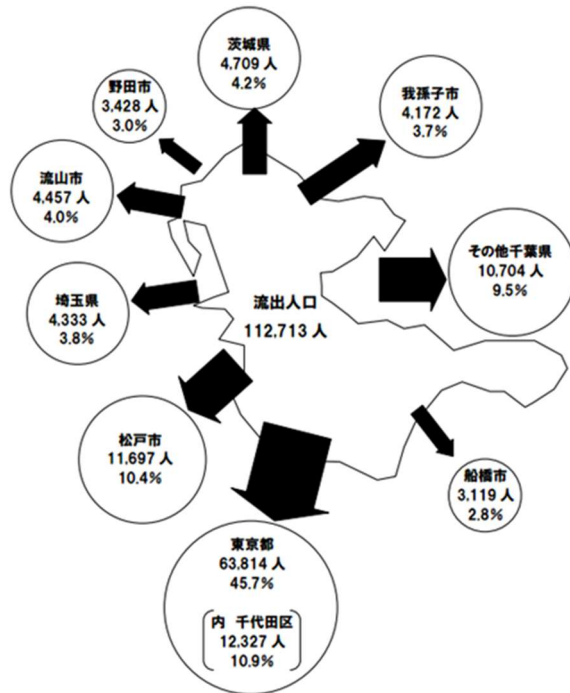 茨城県
4,709 人
4.2%
野田市
3,428 人
3.0%
我孫子市
4,172 人
3.7%
流山市
4,457 人
4.0%
その他千葉県
10,704 人
9.5%
埼玉県
4,333 人
3.8%
流出人口
112,713 人
松戸市
11,697 人
10.4%
船橋市
3,119 人
2.8%
東京都
63,814 人
45.7%
内 千代田区
12,327 人
10.9%